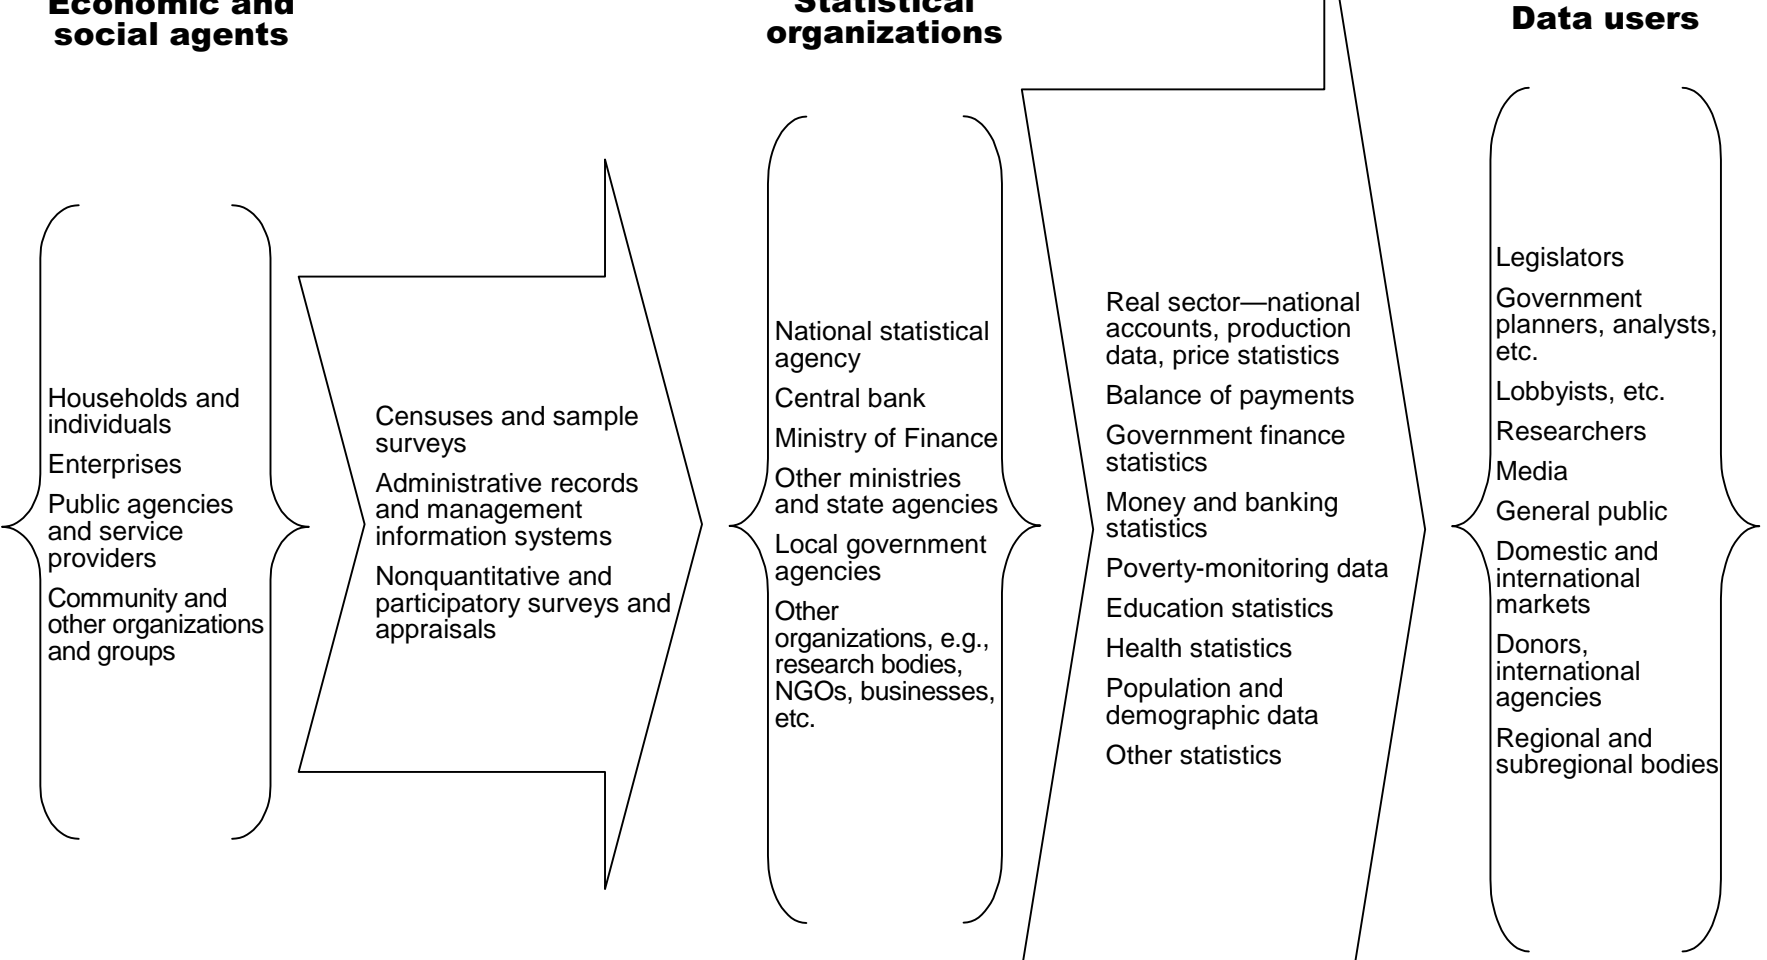 Economic and
social agents
Statistical
organizations
Data users
Households and
individuals
Enterprises
Public agencies
and service
providers
Community and
other organizations
and groups
Censuses and sample
surveys
Administrative records
and management
information systems
Nonquantitative and
participatory surveys and
appraisals
National statistical
agency
Central bank
Ministry of Finance
Other ministries
and state agencies
Local government
agencies
Other
organizations, e.g.,
research bodies,
NGOs, businesses,
etc.
Real sector—national
accounts, production
data, price statistics
Balance of payments
Government finance
statistics
Money and banking
statistics
Poverty-monitoring data
Education statistics
Health statistics
Population and
demographic data
Other statistics
Legislators
Government
planners, analysts,
etc.
Lobbyists, etc.
Researchers
Media
General public
Domestic and
international
markets
Donors,
international
agencies
Regional and
subregional bodies